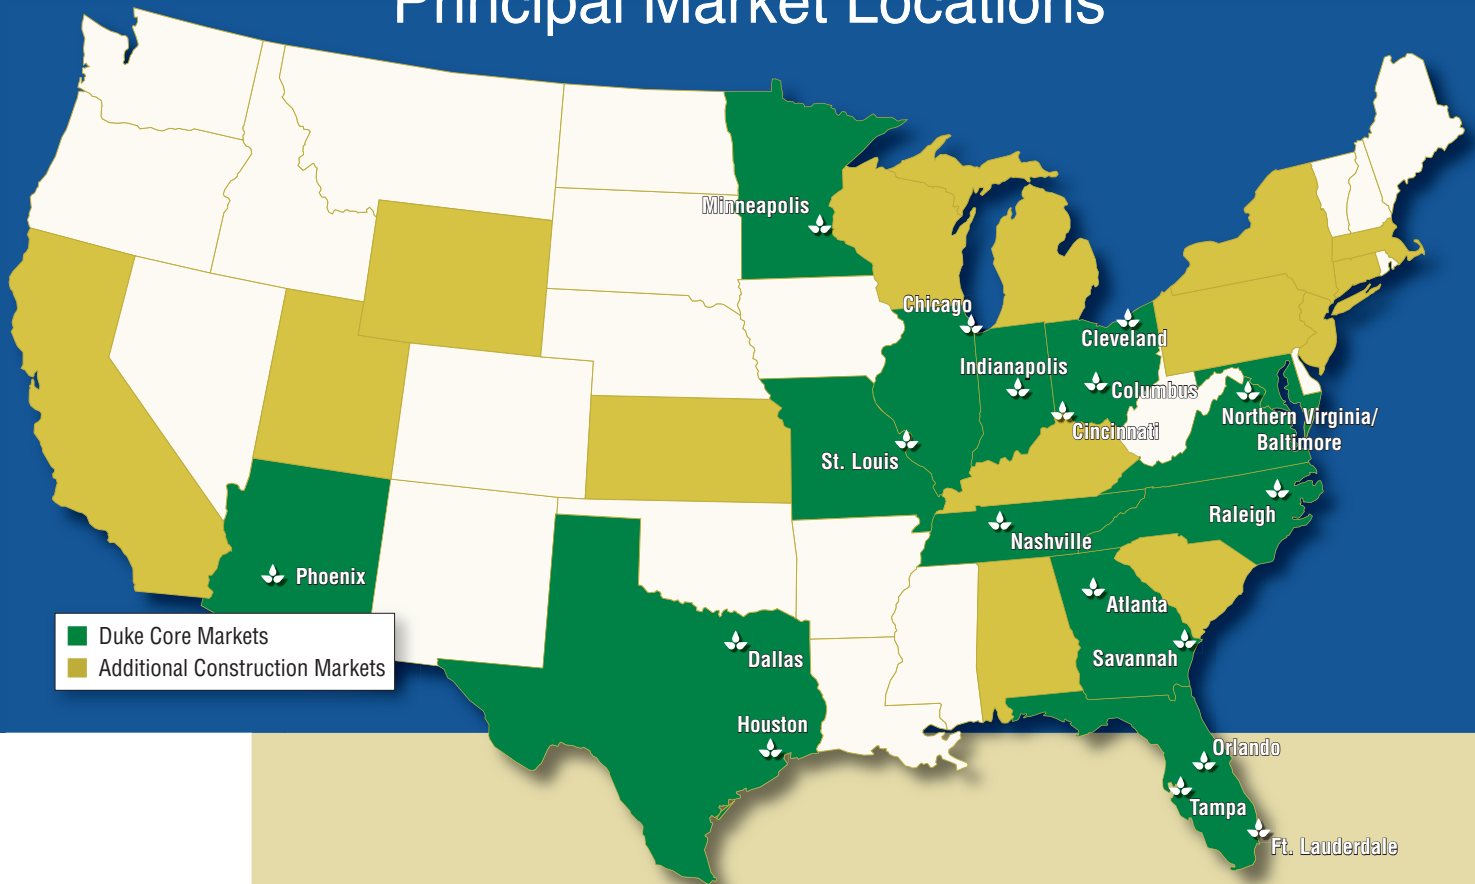 Principal Market Locations
Minneapolis
Chicago
Cleveland
Indianapolis
Columbus
Cincinnati
Northern Virginia/
Baltimore
St. Louis
Raleigh
Nashville
Phoenix
Atlanta
Savannah
Duke Core Markets
Additional Construction Markets
Dallas
Houston
Orlando
Tampa
Ft. Lauderdale